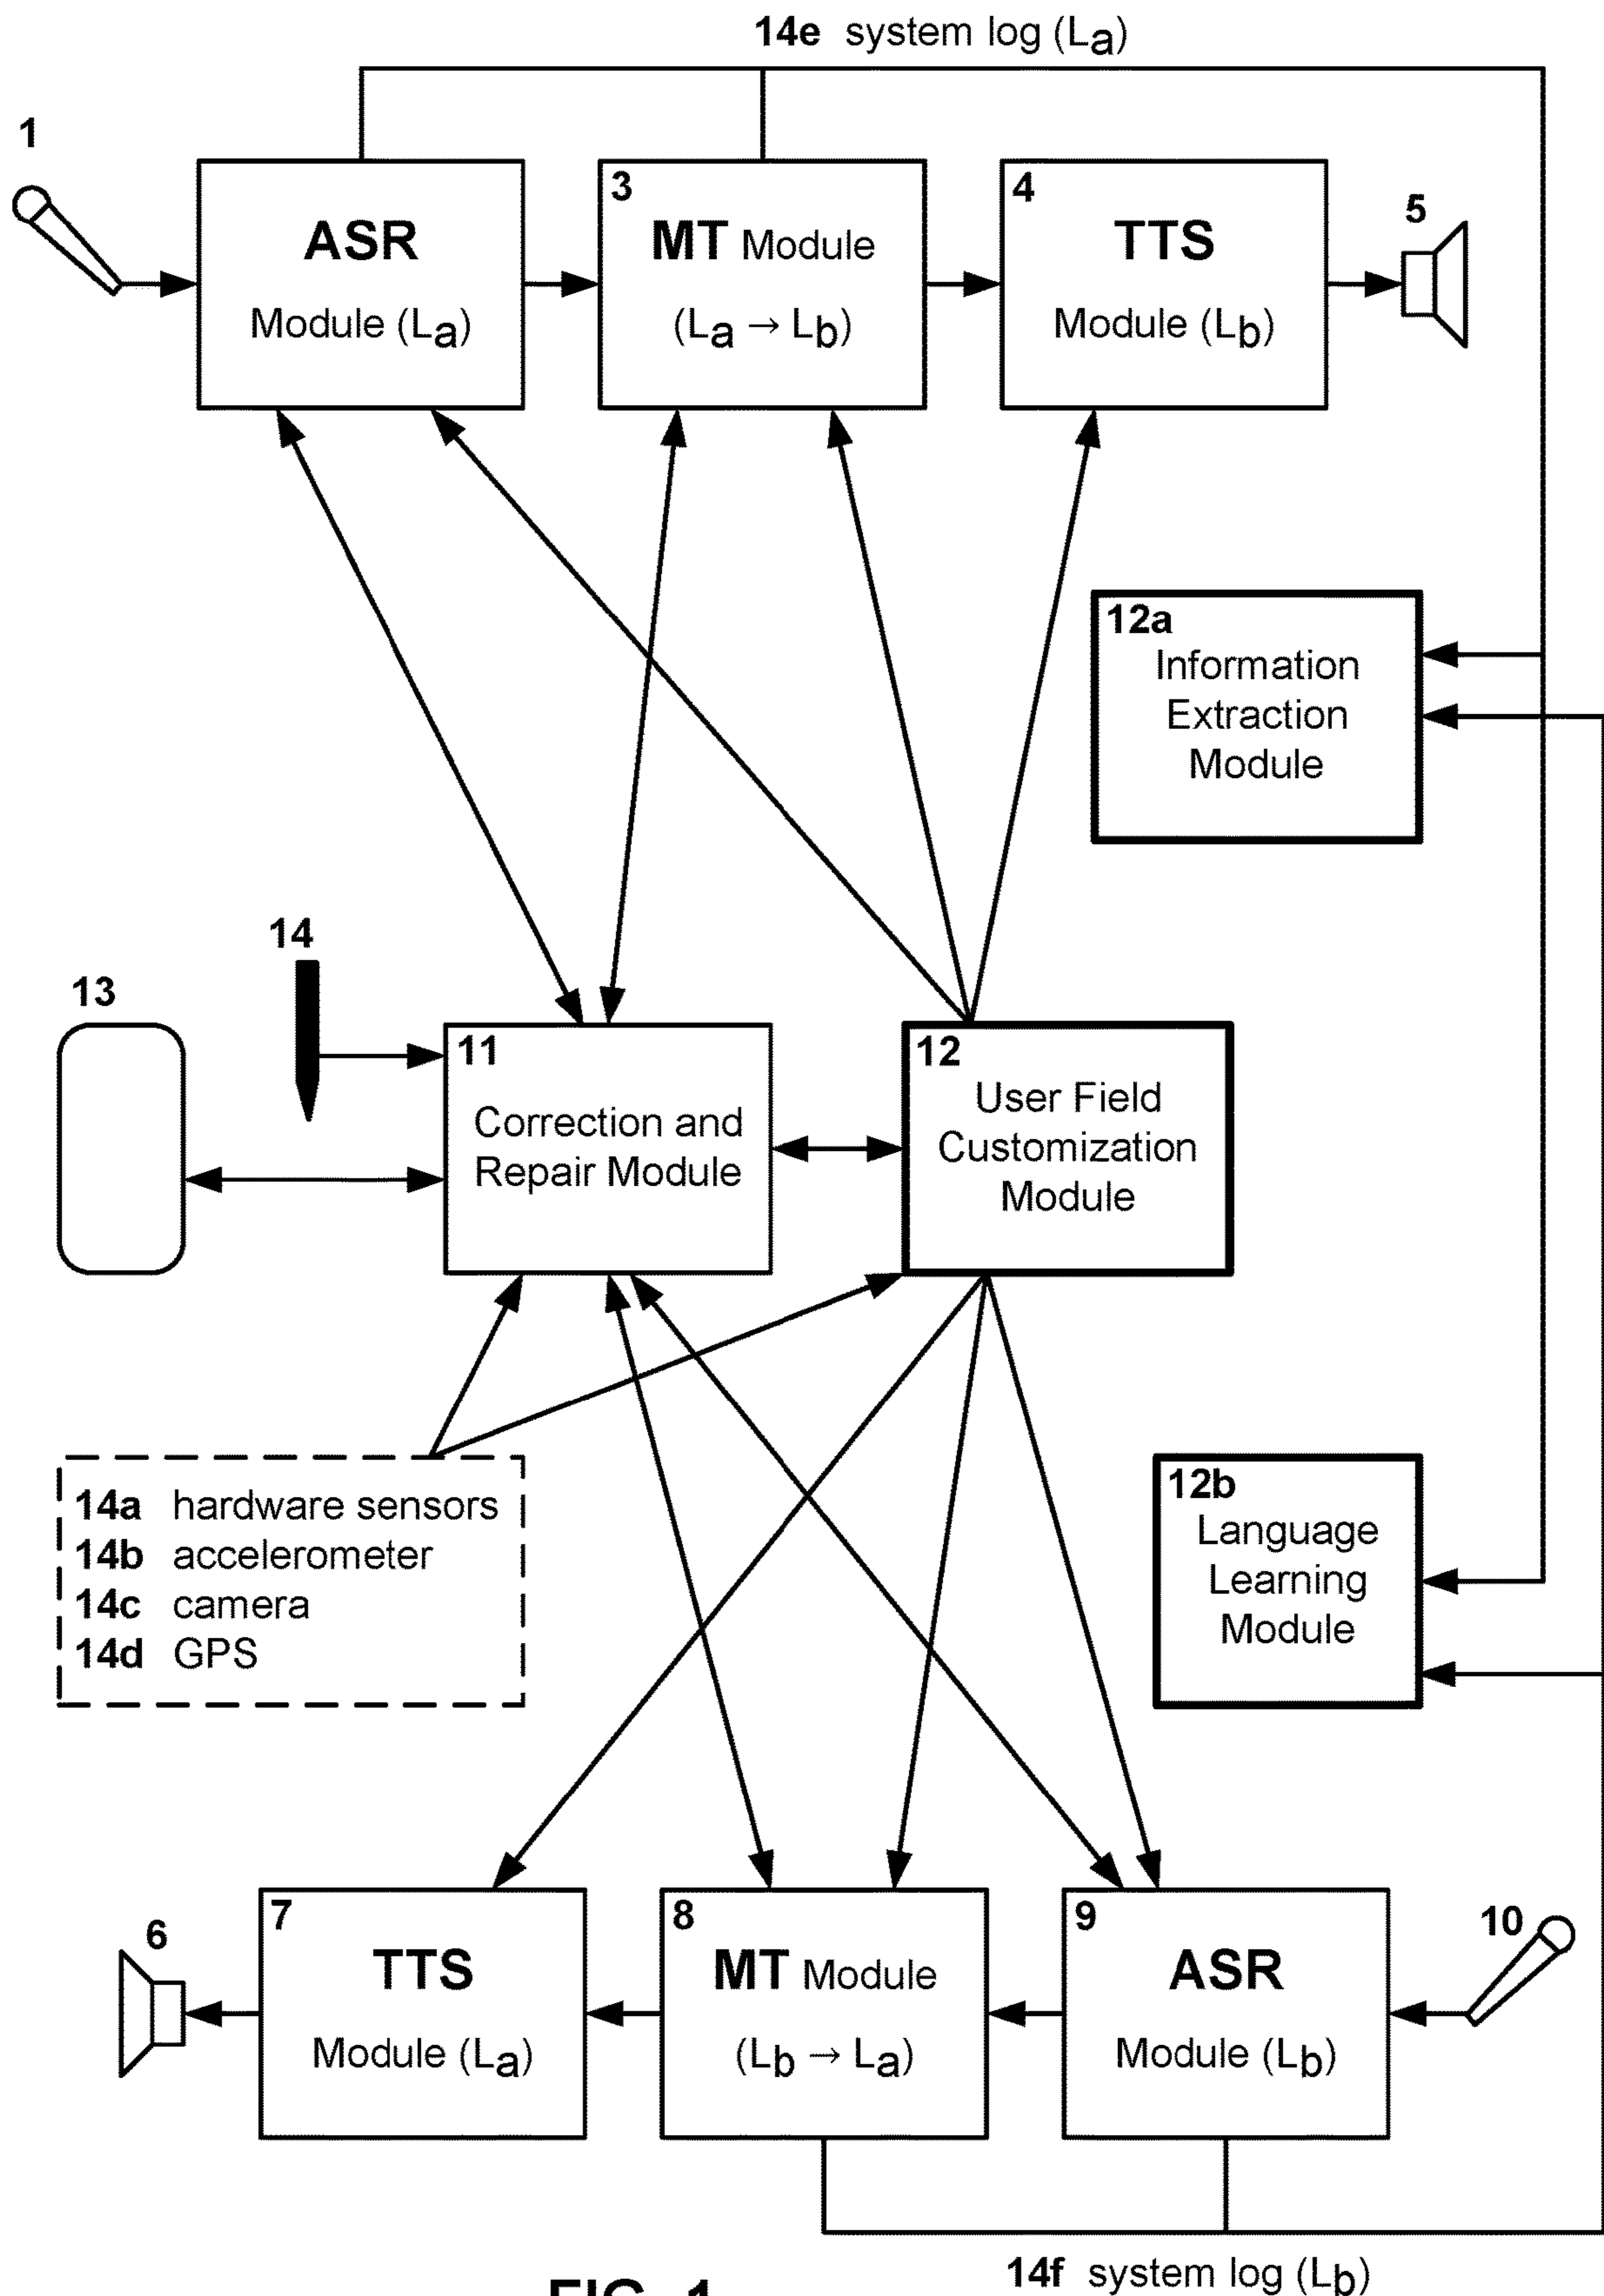 14e system log (La)
1
ASR
Module (La)
3
MT Module
(La → Lb)
4
TTS
Module (Lb)
5
12a
Information
Extraction
Module
14
13
11
Correction and
Repair Module
12
User Field
Customization
Module
14a hardware sensors
14b accelerometer
14c camera
14d GPS
12b
Language
Learning
Module
6
7
TTS
Module (La)
8
MT Module
(Lb → La)
9
ASR
Module (Lb)
10
14f system log (Lb)
FIG. 1